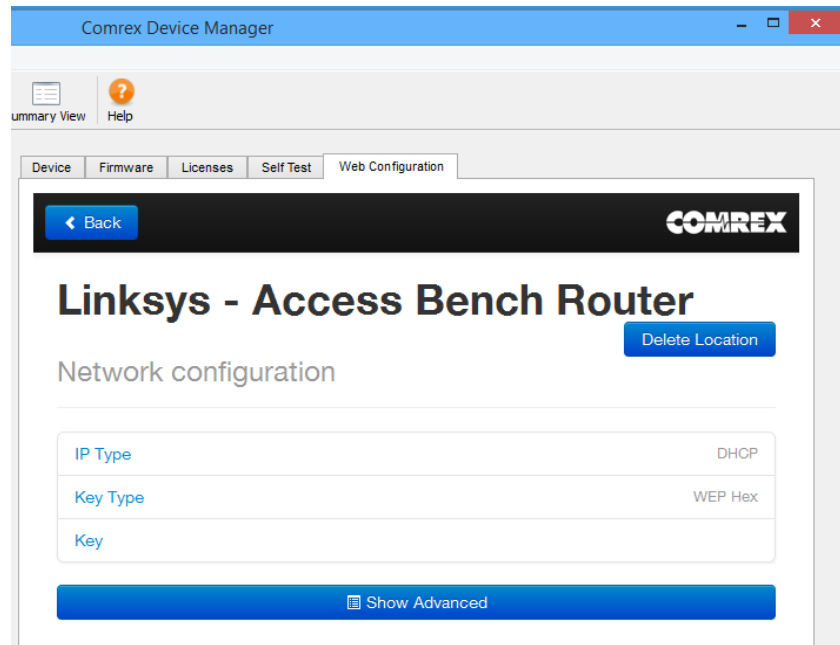 Comrex Device Manager
ummary View Help
Device Firmware Licenses Self Test Web Configuration
Back COMREX
Linksys - Access Bench Router
Delete Location
Network configuration
IP Type DHCP
Key Type WEP Hex
Key
Show Advanced